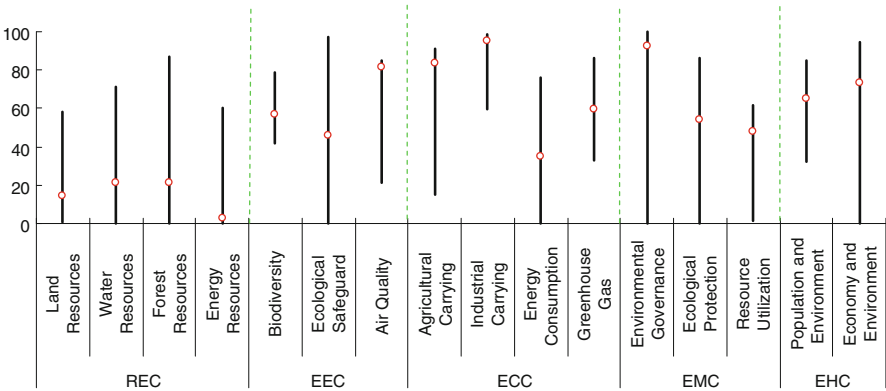 100
80
60
40
20
0
Land
Resources
Water
Resources
Forest
Resources
Energy
Resources
Biodiversity
Ecological
Safeguard
Air Quality
Agricultural
Carrying
Industrial
Carrying
Energy
Consumption
Greenhouse
Gas
Environmental
Governance
Ecological
Protection
Resource
Utilization
Population and
Environment
Economy and
Environment
REC
EEC
ECC
EMC
EHC